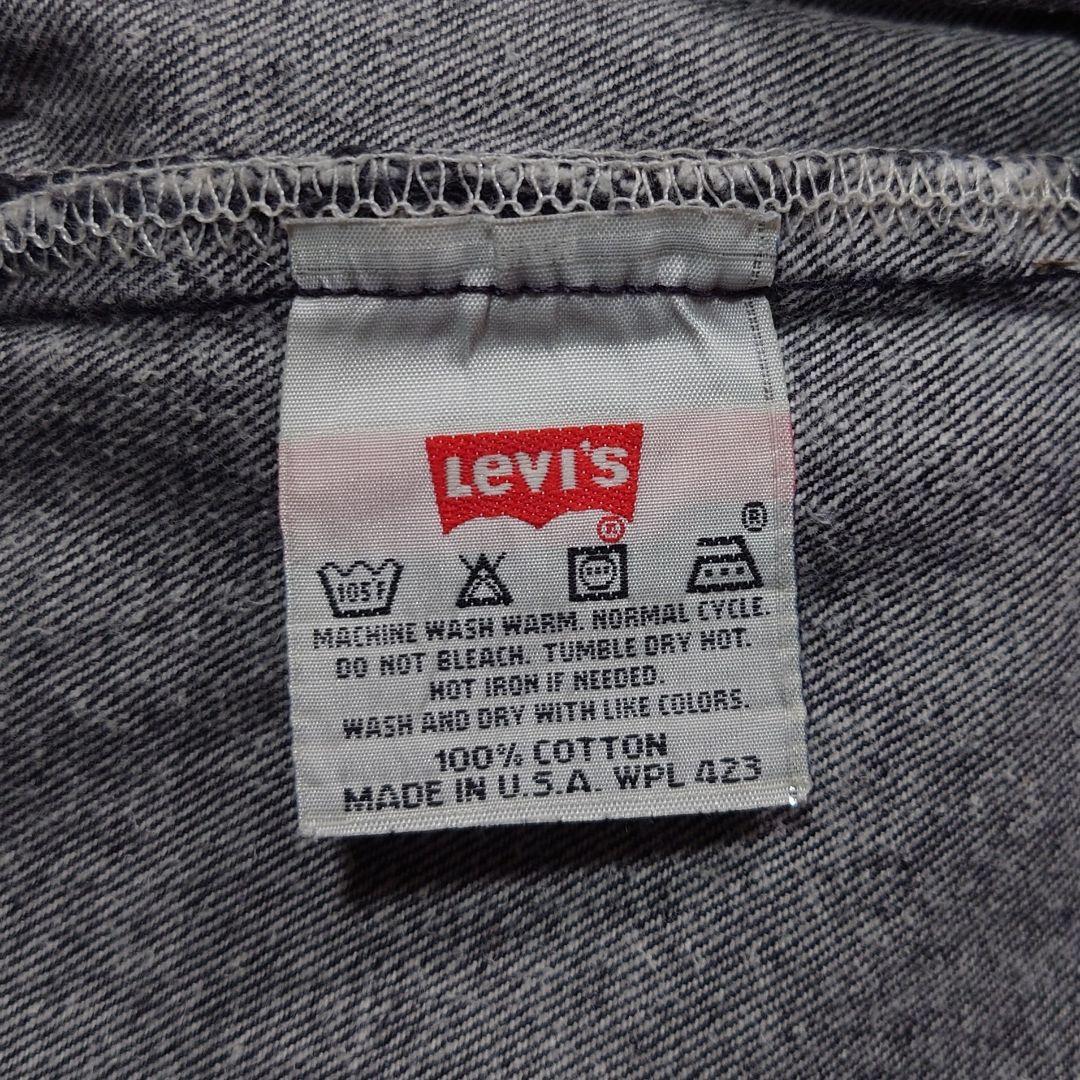 Levi's
®
®
105°F
MACHINE WASH WARM. NORMAL CYCLE.
DO NOT BLEACH. TUMBLE DRY HOT.
HOT IRON IF NEEDED.
WASH AND DRY WITH LIKE COLORS.
100% COTTON
MADE IN U.S.A. WPL 423